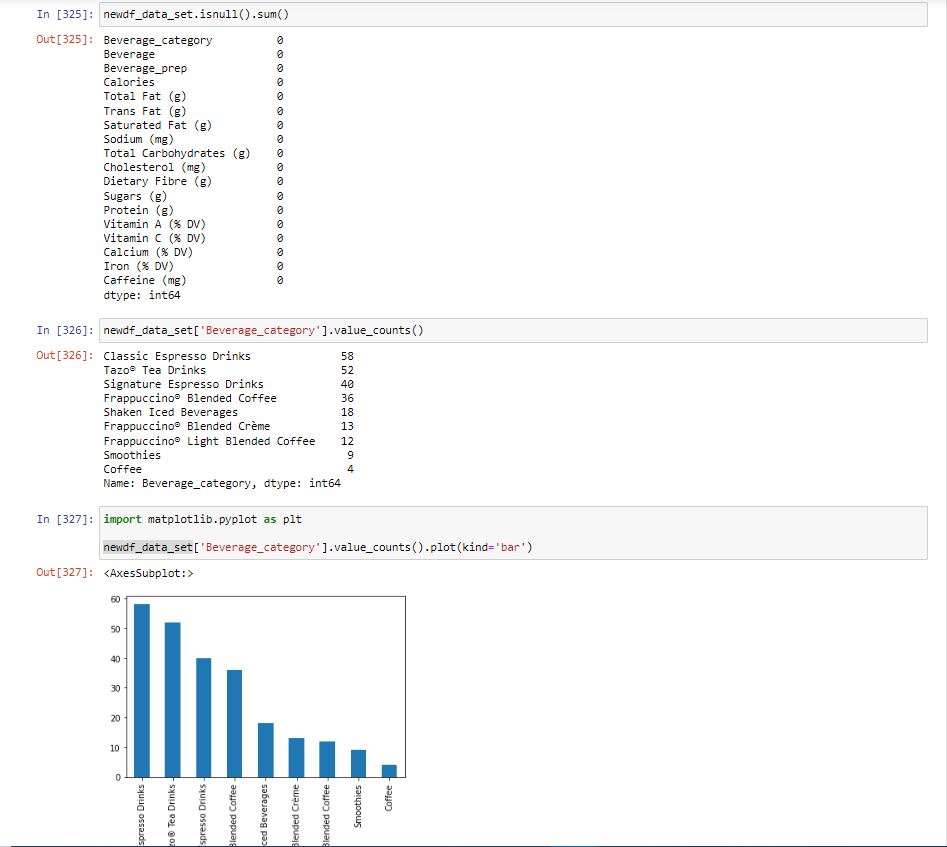 In [325]: newdf_data_set.isnull().sum()
Out[325]: Beverage_category 0
Beverage 0
Beverage_prep 0
Calories 0
Total Fat (g) 0
Trans Fat (g) 0
Saturated Fat (g) 0
Sodium (mg) 0
Total Carbohydrates (g) 0
Cholesterol (mg) 0
Dietary Fibre (g) 0
Sugars (g) 0
Protein (g) 0
Vitamin A (% DV) 0
Vitamin C (% DV) 0
Calcium (% DV) 0
Iron (% DV) 0
Caffeine (mg) 0
dtype: int64
In [326]: newdf_data_set['Beverage_category'].value_counts()
Out[326]: Classic Espresso Drinks 58
Tazo® Tea Drinks 52
Signature Espresso Drinks 40
Frappuccino® Blended Coffee 36
Shaken Iced Beverages 18
Frappuccino® Blended Crème 13
Frappuccino® Light Blended Coffee 12
Smoothies 9
Coffee 4
Name: Beverage_category, dtype: int64
In [327]: import matplotlib.pyplot as plt
newdf_data_set['Beverage_category'].value_counts().plot(kind='bar')
Out[327]: <AxesSubplot:>
60
50
40
30
20
10
0
spresso Drinks
zo® Tea Drinks
spresso Drinks
Blended Coffee
ced Beverages
Blended Crème
Blended Coffee
Smoothies
Coffee